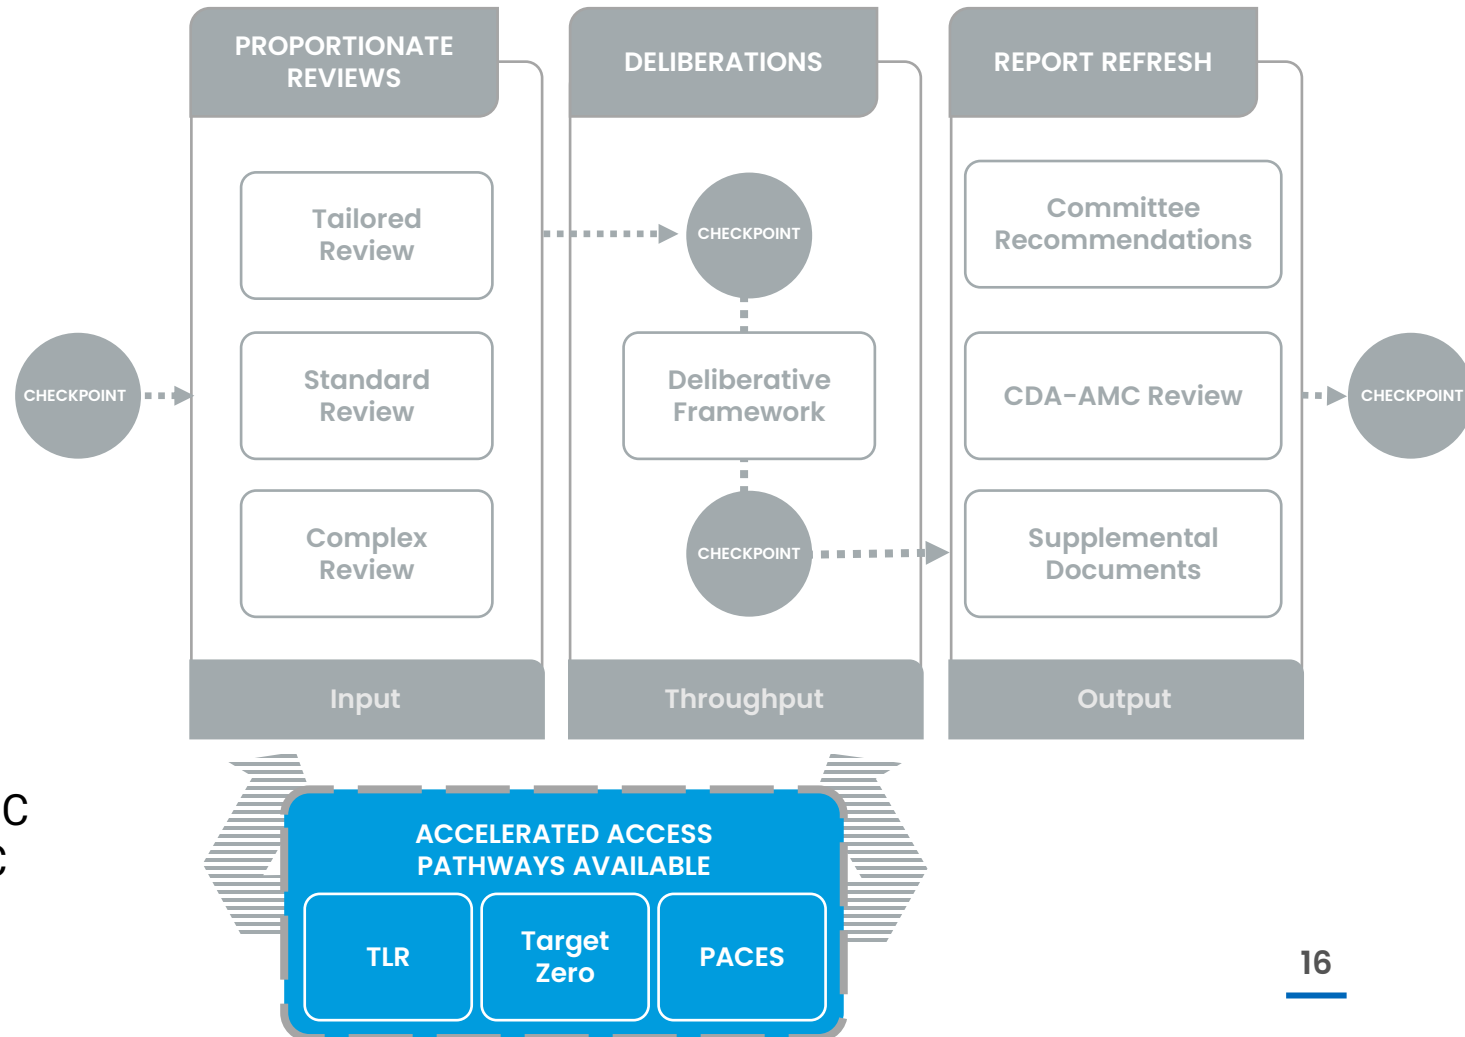 PROPORTIONATE
REVIEWS
DELIBERATIONS
REPORT REFRESH
Tailored
Review
CHECKPOINT
Committee
Recommendations
CHECKPOINT
Standard
Review
Deliberative
Framework
CDA-AMC Review
CHECKPOINT
Complex
Review
CHECKPOINT
Supplemental
Documents
Input
Throughput
Output
C
C
ACCELERATED ACCESS
PATHWAYS AVAILABLE
TLR
Target
Zero
PACES
16